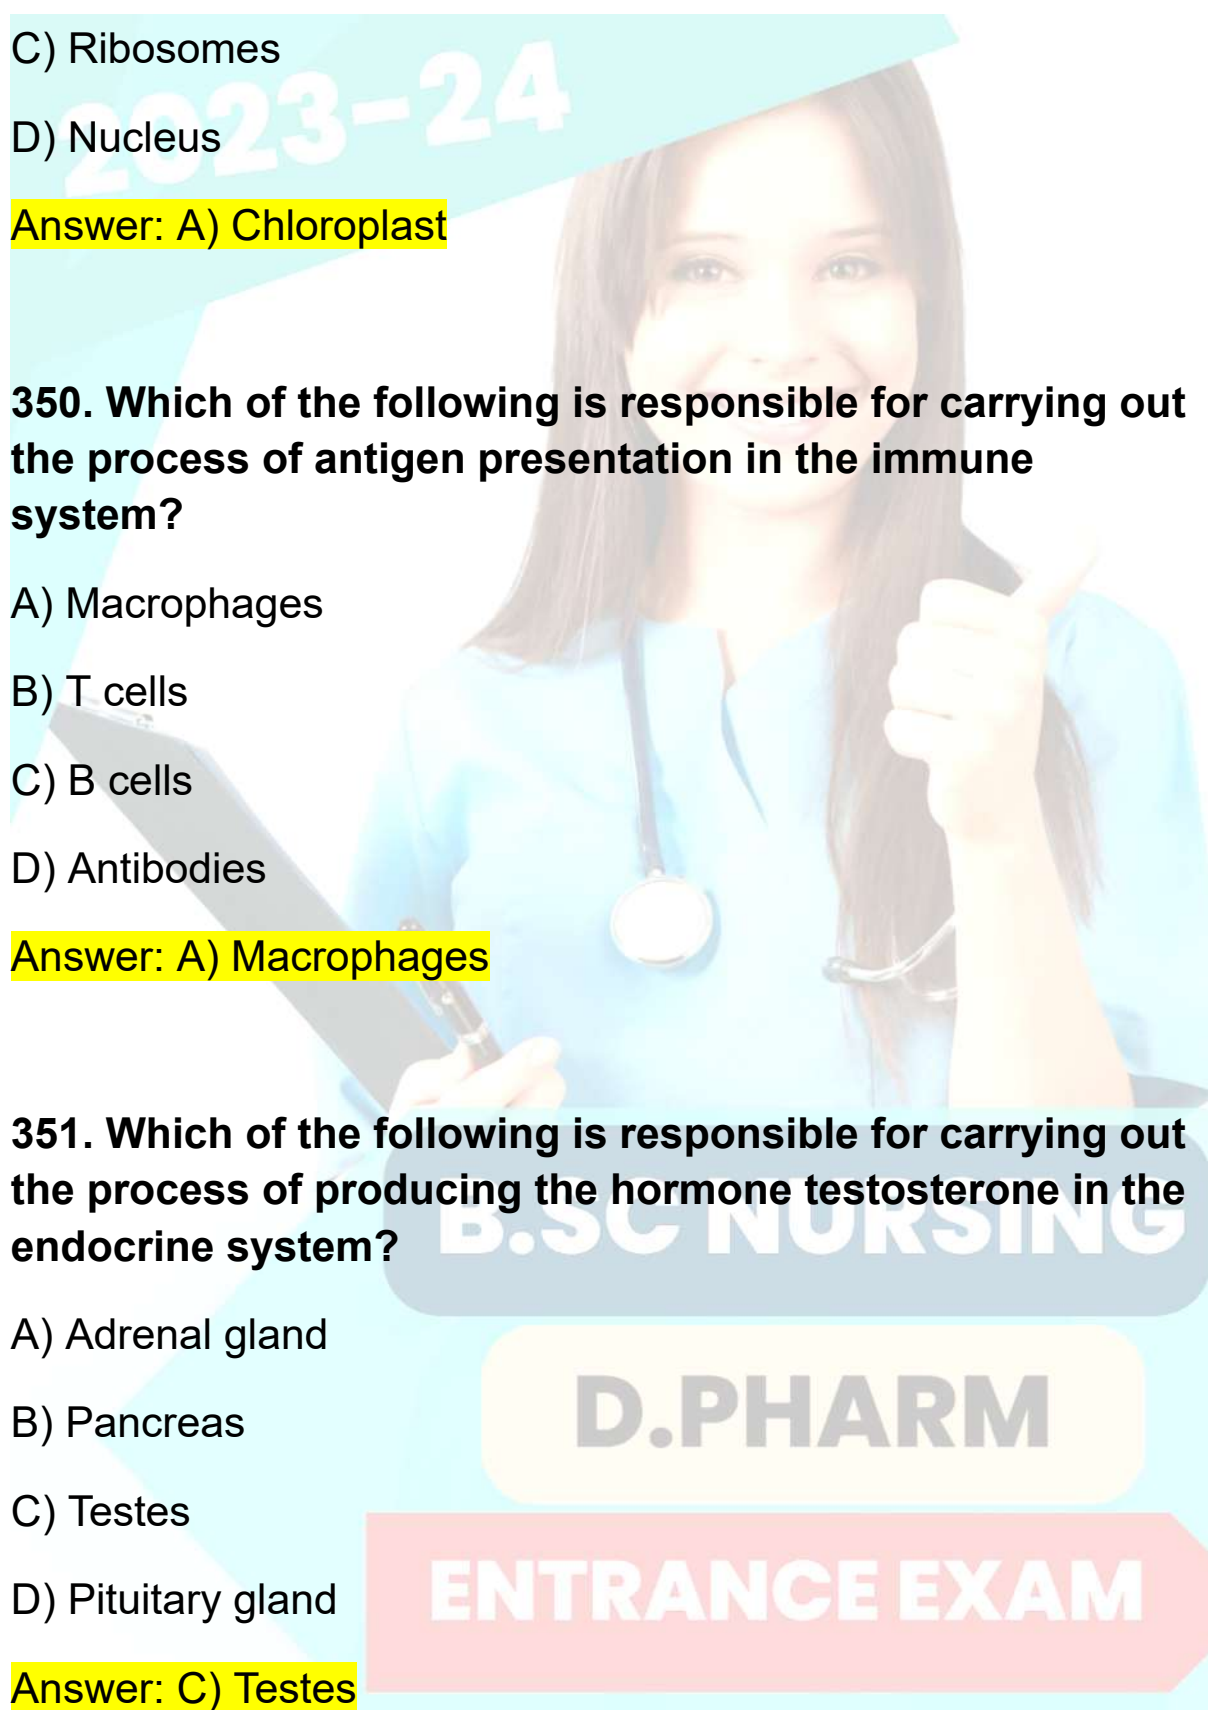 C) Ribosomes
2023-24
D) Nucleus
Answer: A) Chloroplast
350. Which of the following is responsible for carrying out
the process of antigen presentation in the immune
system?
A) Macrophages
B) T cells
C) B cells
D) Antibodies
Answer: A) Macrophages
351. Which of the following is responsible for carrying out
the process of producing the hormone testosterone in the
endocrine system?
B.SC NURSING
A) Adrenal gland
D.PHARM
B) Pancreas
C) Testes
ENTRANCE EXAM
D) Pituitary gland
Answer: C) Testes